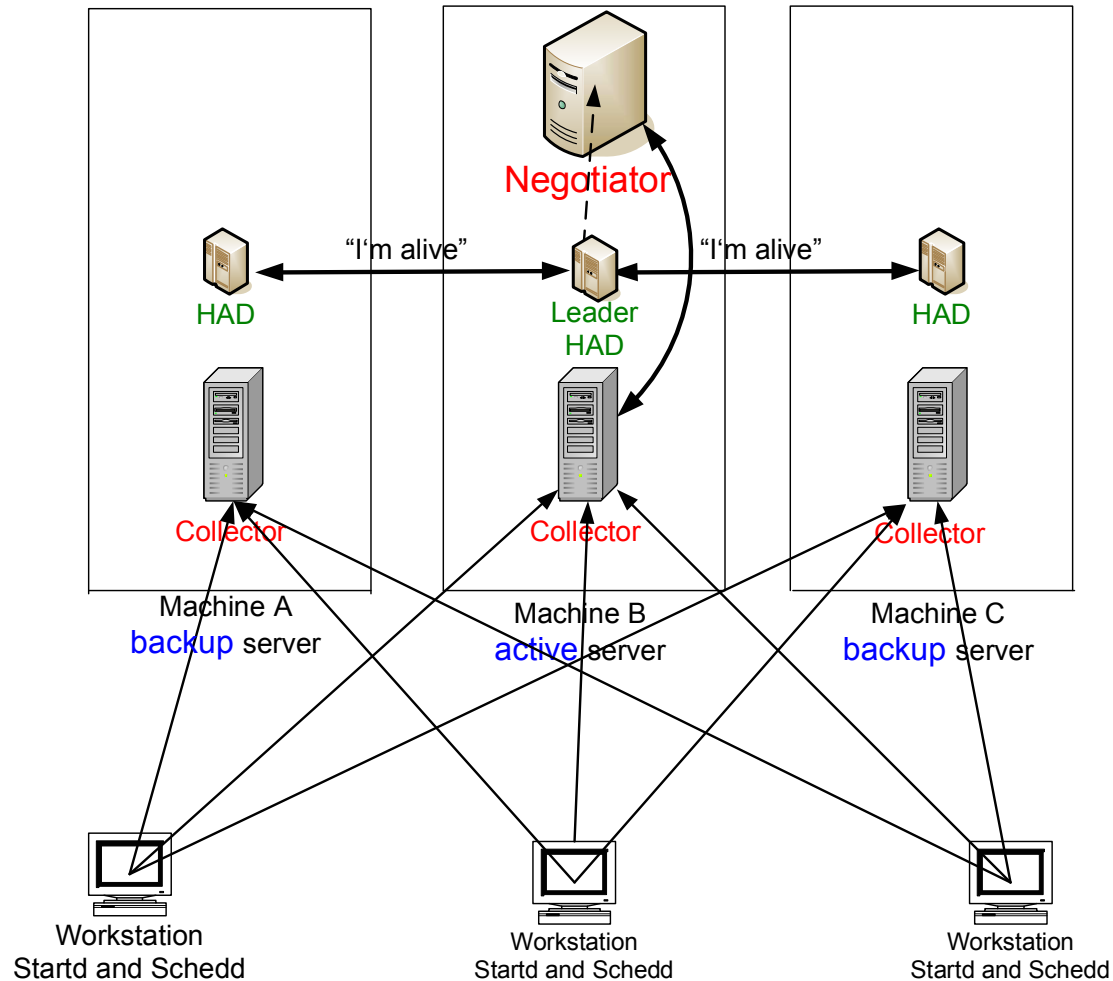 Negotiator
“I‘m alive”
“I‘m alive”
HAD
Leader
HAD
HAD
Collector
Collector
Collector
Machine A
backup server
Machine B
active server
Machine C
backup server
Workstation
Startd and Schedd
Workstation
Startd and Schedd
Workstation
Startd and Schedd